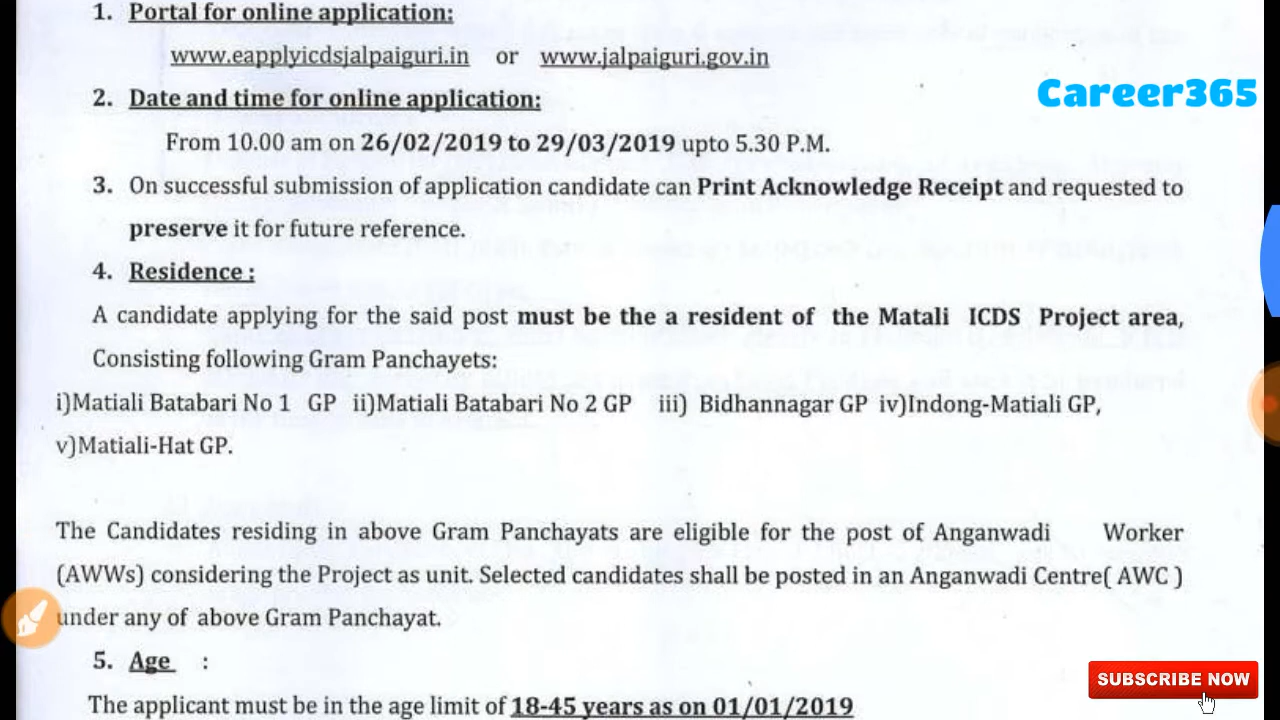 1. Portal for online application:
www.eapplyicdsjalpaiguri.in or www.jalpaiguri.gov.in
Career365
2. Date and time for online application:
From 10.00 am on 26/02/2019 to 29/03/2019 upto 5.30 P.M.
3. On successful submission of application candidate can Print Acknowledge Receipt and requested to
preserve it for future reference.
4. Residence :
A candidate applying for the said post must be the a resident of the Matali ICDS Project area,
Consisting following Gram Panchayets:
i)Matiali Batabari No 1 GP ii)Matiali Batabari No 2 GP iii) Bidhannagar GP iv)Indong-Matiali GP,
v)Matiali-Hat GP.
The Candidates residing in above Gram Panchayats are eligible for the post of Anganwadi Worker
(AWWs) considering the Project as unit. Selected candidates shall be posted in an Anganwadi Centre( AWC )
under any of above Gram Panchayat.
5. Age :
SUBSCRIBE NOW
The applicant must be in the age limit of 18-45 years as on 01/01/2019